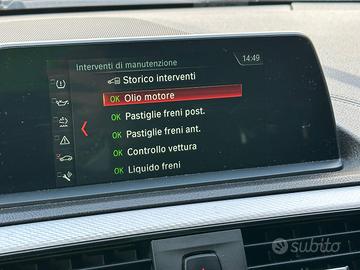 Interventi di manutenzione
14:49
Storico interventi
OK Olio motore
OK Pastiglie freni post.
OK Pastiglie freni ant.
OK Controllo vettura
OK Liquido freni
subito